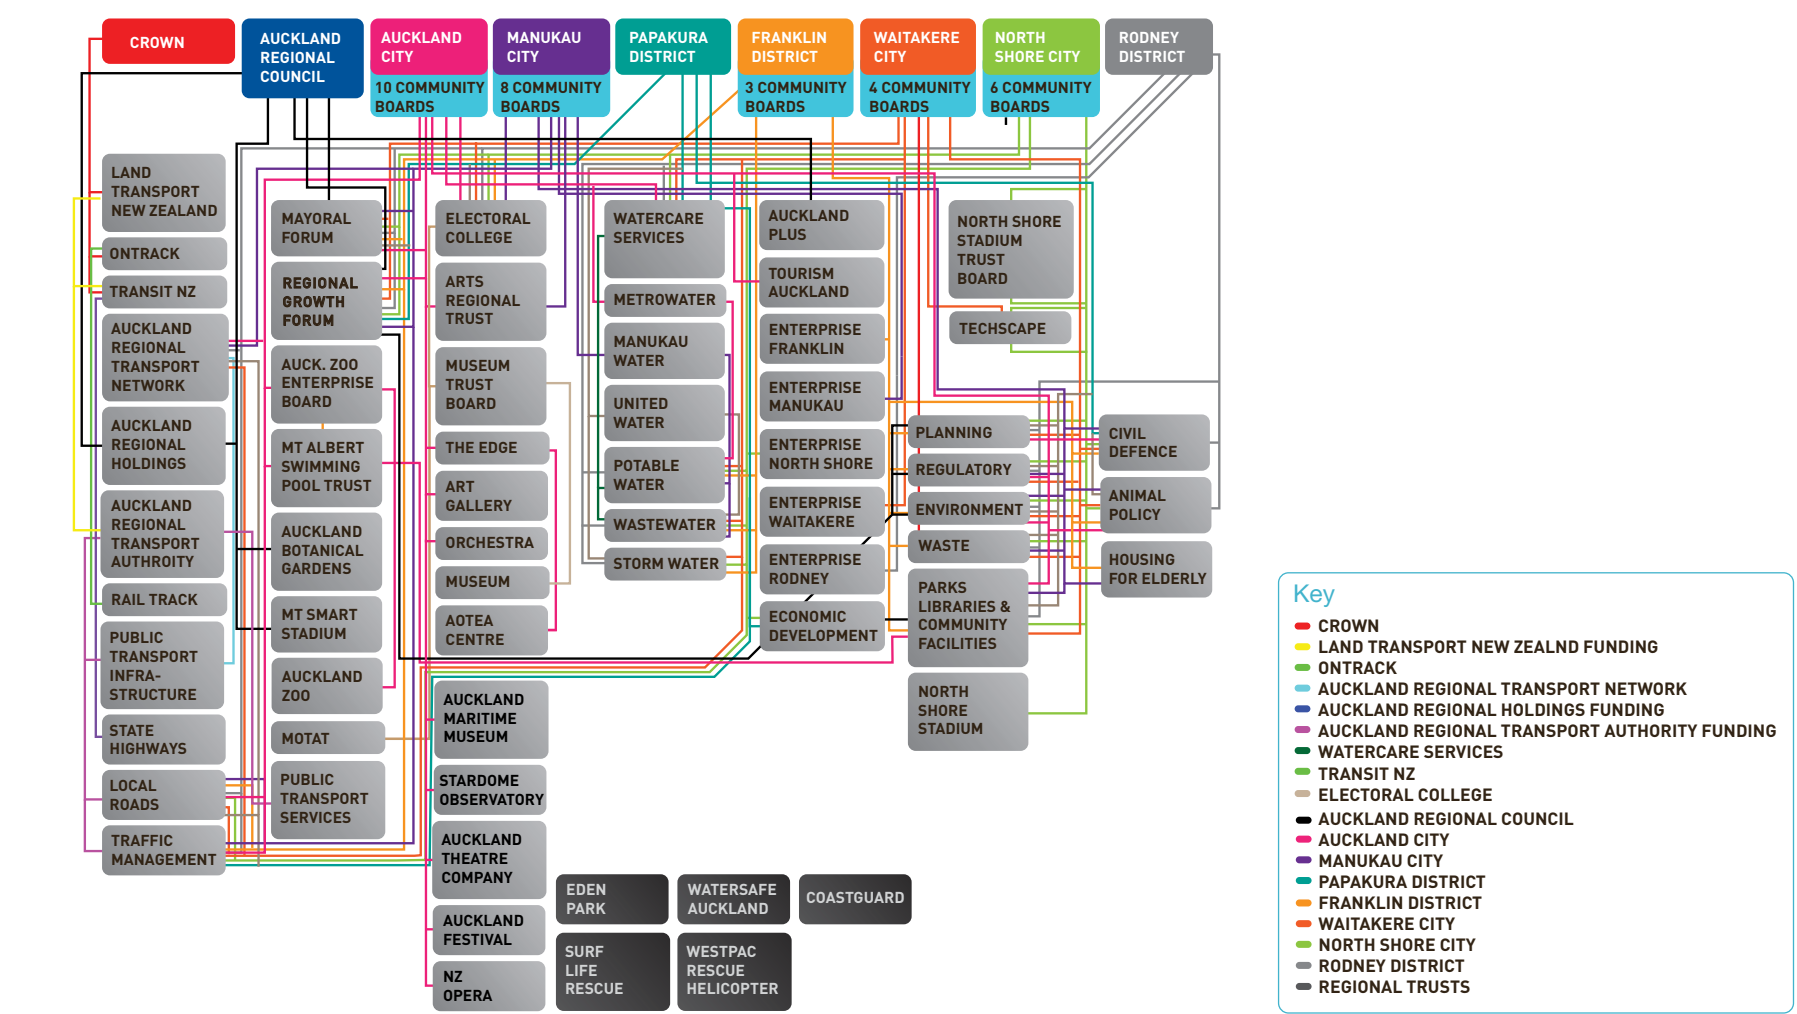 CROWN
AUCKLAND
REGIONAL
COUNCIL
AUCKLAND
CITY
10 COMMUNITY
BOARDS
MANUKAU
CITY
8 COMMUNITY
BOARDS
PAPAKURA
DISTRICT
FRANKLIN
DISTRICT
3 COMMUNITY
BOARDS
WAITAKERE
CITY
4 COMMUNITY
BOARDS
NORTH
SHORE CITY
6 COMMUNITY
BOARDS
RODNEY
DISTRICT
LAND
TRANSPORT
NEW ZEALAND
ONTRACK
TRANSIT NZ
AUCKLAND
REGIONAL
TRANSPORT
NETWORK
AUCKLAND
REGIONAL
HOLDINGS
AUCKLAND
REGIONAL
TRANSPORT
AUTHROITY
RAIL TRACK
PUBLIC
TRANSPORT
INFRA-
STRUCTURE
STATE
HIGHWAYS
LOCAL
ROADS
TRAFFIC
MANAGEMENT
MAYORAL
FORUM
REGIONAL
GROWTH
FORUM
AUCK. ZOO
ENTERPRISE
BOARD
MT ALBERT
SWIMMING
POOL TRUST
AUCKLAND
BOTANICAL
GARDENS
MT SMART
STADIUM
AUCKLAND
ZOO
MOTAT
PUBLIC
TRANSPORT
SERVICES
ELECTORAL
COLLEGE
ARTS
REGIONAL
TRUST
MUSEUM
TRUST
BOARD
THE EDGE
ART
GALLERY
ORCHESTRA
MUSEUM
AOTEA
CENTRE
AUCKLAND
MARITIME
MUSEUM
STARDOME
OBSERVATORY
AUCKLAND
THEATRE
COMPANY
AUCKLAND
FESTIVAL
NZ
OPERA
WATERCARE
SERVICES
METROWATER
MANUKAU
WATER
UNITED
WATER
POTABLE
WATER
WASTEWATER
STORM WATER
AUCKLAND
PLUS
TOURISM
AUCKLAND
ENTERPRISE
FRANKLIN
ENTERPRISE
MANUKAU
ENTERPRISE
NORTH SHORE
ENTERPRISE
WAITAKERE
ENTERPRISE
RODNEY
ECONOMIC
DEVELOPMENT
NORTH SHORE
STADIUM
TRUST
BOARD
TECHSCAPE
PLANNING
REGULATORY
ENVIRONMENT
WASTE
PARKS
LIBRARIES &
COMMUNITY
FACILITIES
NORTH
SHORE
STADIUM
CIVIL
DEFENCE
ANIMAL
POLICY
HOUSING
FOR ELDERLY
EDEN
PARK
WATERSAFE
AUCKLAND
COASTGUARD
SURF
LIFE
RESCUE
WESTPAC
RESCUE
HELICOPTER
Key
CROWN
LAND TRANSPORT NEW ZEALND FUNDING
ONTRACK
AUCKLAND REGIONAL TRANSPORT NETWORK
AUCKLAND REGIONAL HOLDINGS FUNDING
AUCKLAND REGIONAL TRANSPORT AUTHORITY FUNDING
WATERCARE SERVICES
TRANSIT NZ
ELECTORAL COLLEGE
AUCKLAND REGIONAL COUNCIL
AUCKLAND CITY
MANUKAU CITY
PAPAKURA DISTRICT
FRANKLIN DISTRICT
WAITAKERE CITY
NORTH SHORE CITY
RODNEY DISTRICT
REGIONAL TRUSTS